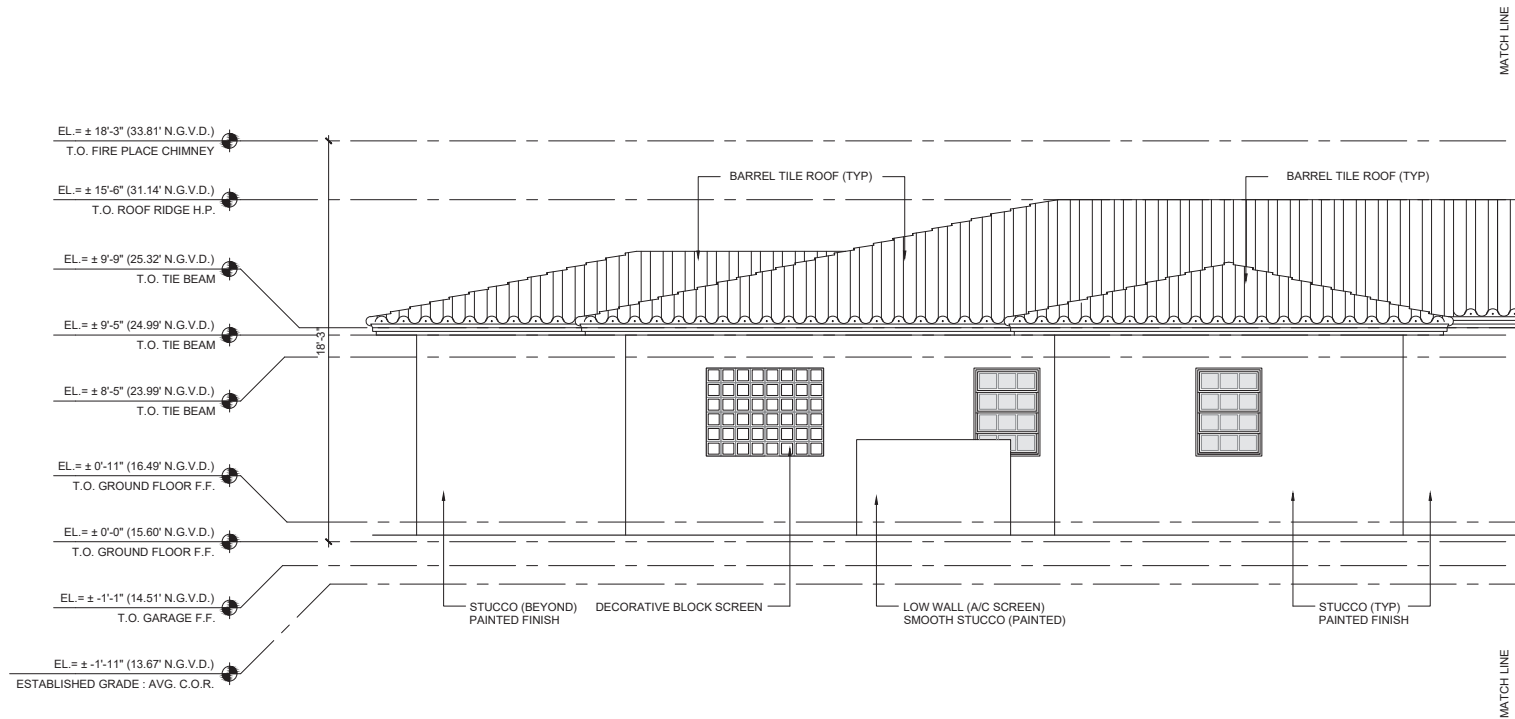 MATCH LINE
EL.= ± 18'-3" (33.81' N.G.V.D.)
T.O. FIRE PLACE CHIMNEY
EL.= ± 15'-6" (31.14' N.G.V.D.)
T.O. ROOF RIDGE H.P.
BARREL TILE ROOF (TYP)
BARREL TILE ROOF (TYP)
EL.= ± 9'-9" (25.32' N.G.V.D.)
T.O. TIE BEAM
EL.= ± 9'-5" (24.99' N.G.V.D.)
T.O. TIE BEAM
18'-3"
EL.= ± 8'-5" (23.99' N.G.V.D.)
T.O. TIE BEAM
EL.= ± 0'-11" (16.49' N.G.V.D.)
T.O. GROUND FLOOR F.F.
EL.= ± 0'-0" (15.60' N.G.V.D.)
T.O. GROUND FLOOR F.F.
EL.= ± -1'-1" (14.51' N.G.V.D.)
T.O. GARAGE F.F.
STUCCO (BEYOND)
PAINTED FINISH
DECORATIVE BLOCK SCREEN
LOW WALL (A/C SCREEN)
SMOOTH STUCCO (PAINTED)
STUCCO (TYP)
PAINTED FINISH
EL.= ± -1'-11" (13.67' N.G.V.D.)
ESTABLISHED GRADE : AVG. C.O.R.
MATCH LINE